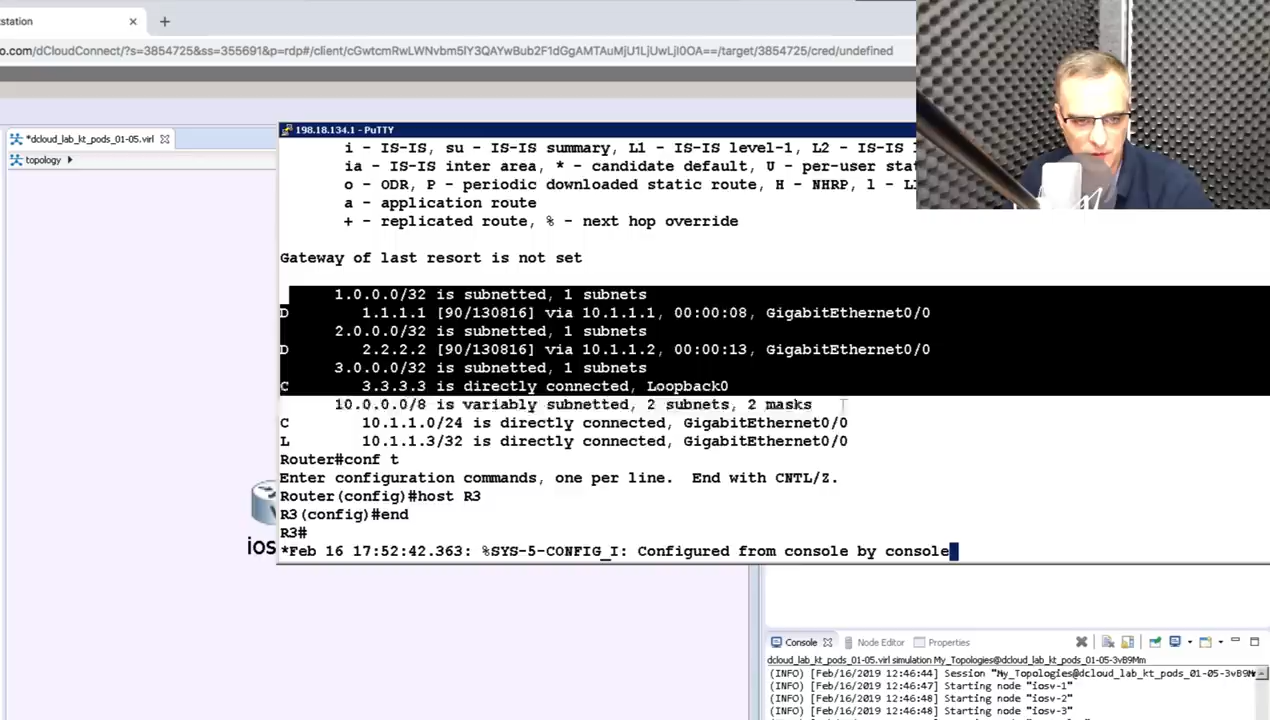 station
o.com/dCloudConnect/?s=3854725&ss=355691&p=rdp#/client/cGwtcmRwLWNvbm5lY3QAYwBub2F1dGgAMTAuMjU1LjUwLjI0OA==/target/3854725/cred/undefined
*dcloud_lab_kt_pods_01-05.virl
topology
198.18.134.1 - PuTTY
i - IS-IS, su - IS-IS summary, L1 - IS-IS level-1, L2 - IS-IS l
ia - IS-IS inter area, * - candidate default, U - per-user stat
o - ODR, P - periodic downloaded static route, H - NHRP, l - L
a - application route
+ - replicated route, % - next hop override
Gateway of last resort is not set
1.0.0.0/32 is subnetted, 1 subnets
D 1.1.1.1 [90/130816] via 10.1.1.1, 00:00:08, GigabitEthernet0/0
2.0.0.0/32 is subnetted, 1 subnets
D 2.2.2.2 [90/130816] via 10.1.1.2, 00:00:13, GigabitEthernet0/0
3.0.0.0/32 is subnetted, 1 subnets
C 3.3.3.3 is directly connected, Loopback0
10.0.0.0/8 is variably subnetted, 2 subnets, 2 masks
C 10.1.1.0/24 is directly connected, GigabitEthernet0/0
L 10.1.1.3/32 is directly connected, GigabitEthernet0/0
Router#conf t
Enter configuration commands, one per line. End with CNTL/Z.
Router(config)#host R3
R3(config)#end
R3#
*Feb 16 17:52:42.363: %SYS-5-CONFIG_I: Configured from console by console
ios
Console Node Editor Properties
dcloud_lab_kt_pods_01-05.virl simulation My_Topologies@dcloud_lab_kt_pods_01-05-3vB9Mm
(INFO) [Feb/16/2019 12:46:44] Session "My_Topologies@dcloud_lab_kt_pods_01-05-3vB9M
(INFO) [Feb/16/2019 12:46:47] Starting node "iosv-1"
(INFO) [Feb/16/2019 12:46:48] Starting node "iosv-2"
(INFO) [Feb/16/2019 12:46:48] Starting node "iosv-3"